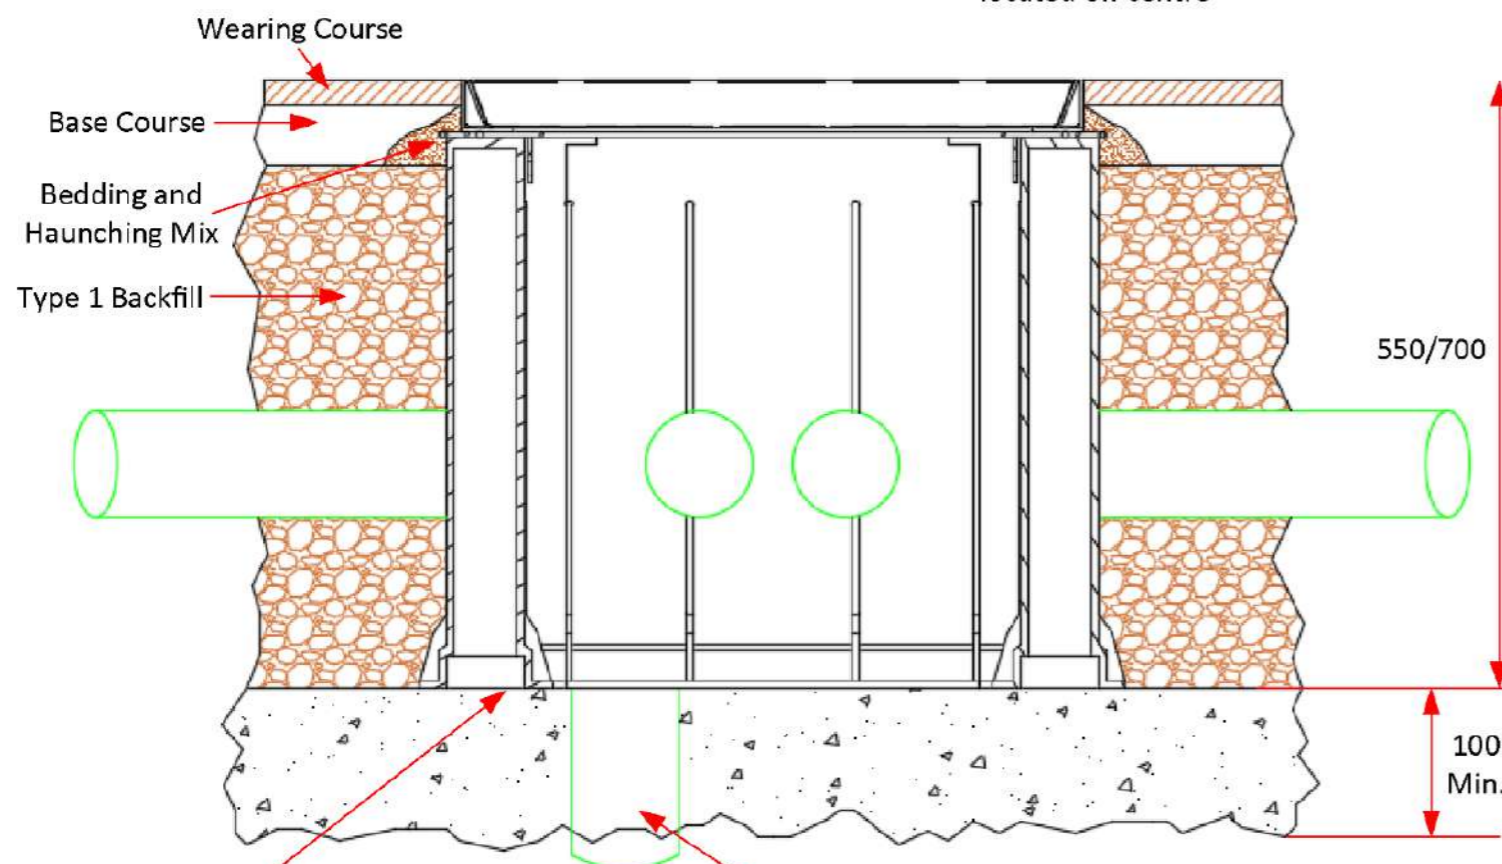 Wearing Course
Base Course
Bedding and
Haunching Mix
Type 1 Backfill
550/700
100
Min.